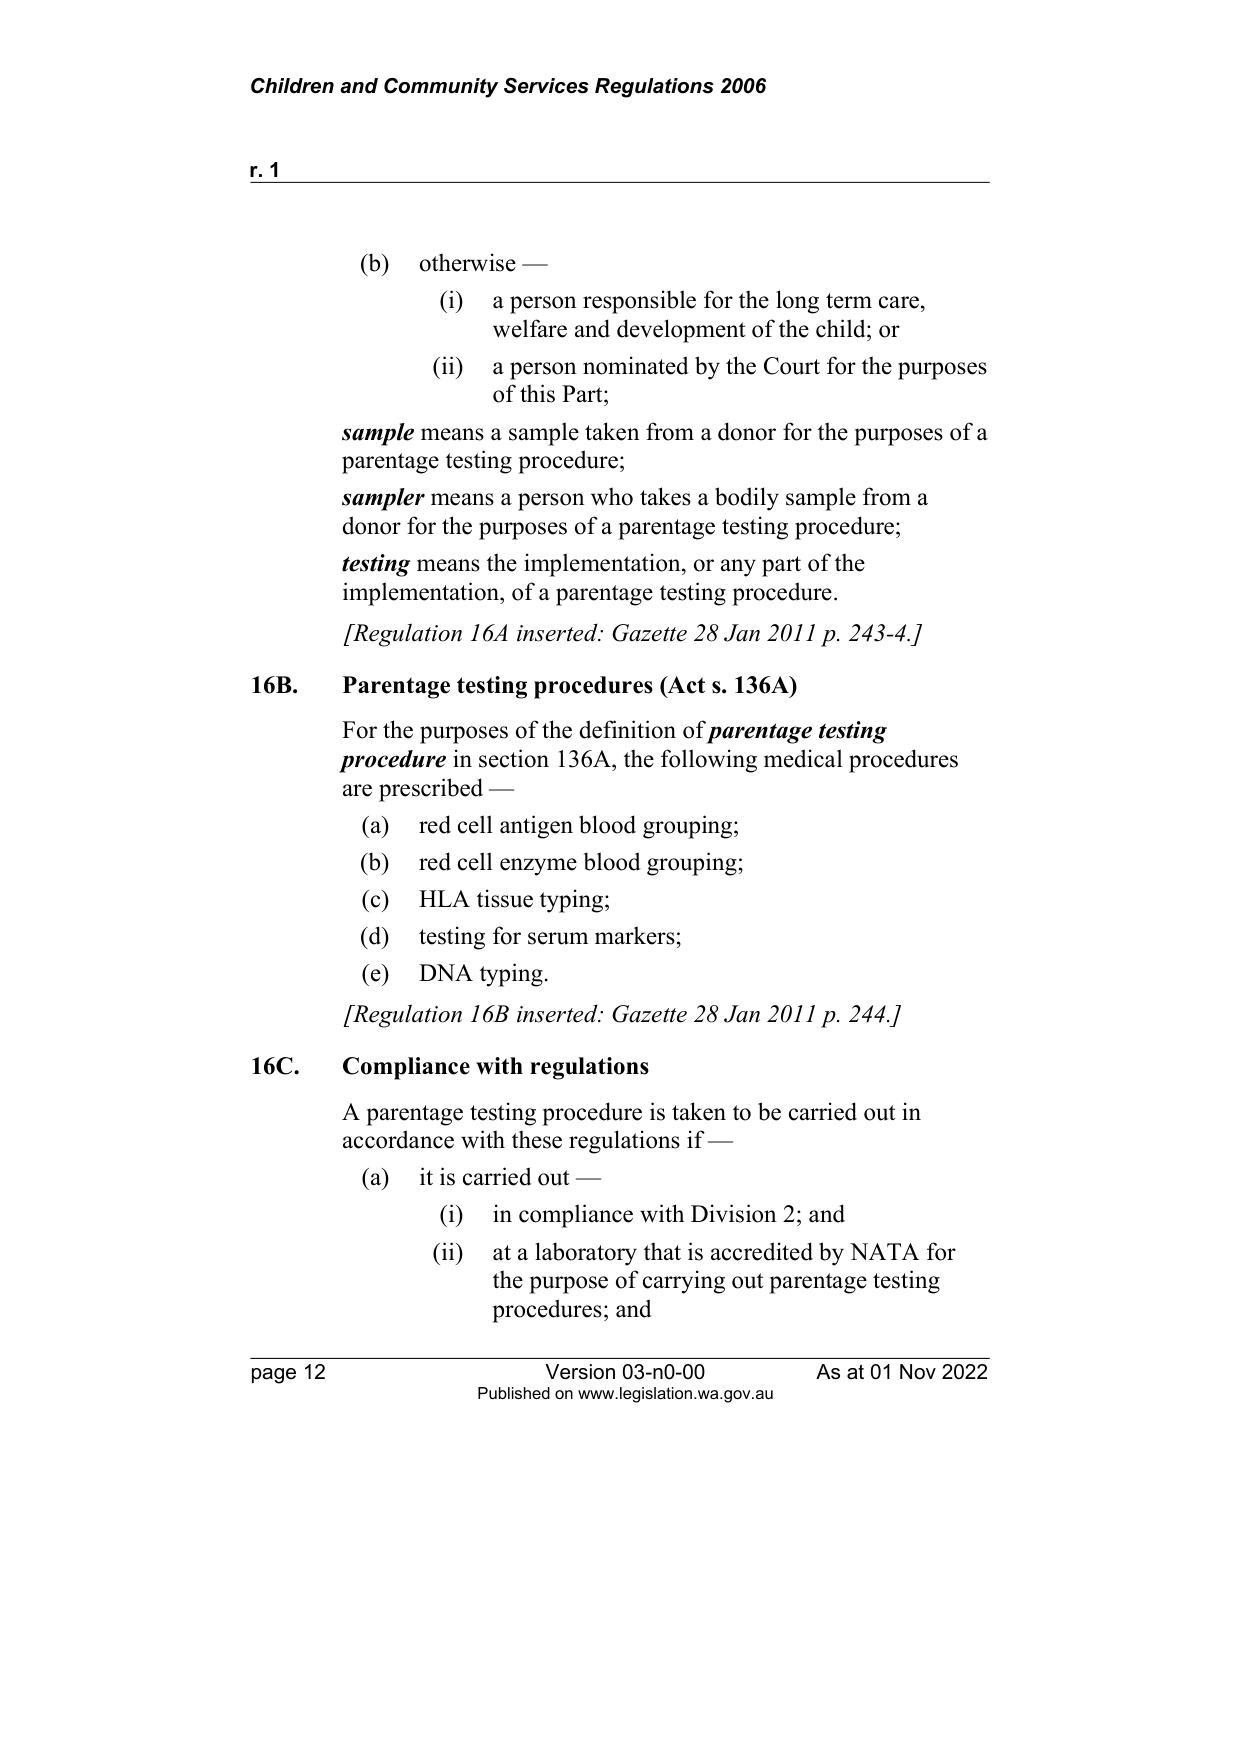 Children and Community Services Regulations 2006
r. 1
(b) otherwise —
(i) a person responsible for the long term care,
welfare and development of the child; or
(ii) a person nominated by the Court for the purposes
of this Part;
sample means a sample taken from a donor for the purposes of a
parentage testing procedure;
sampler means a person who takes a bodily sample from a
donor for the purposes of a parentage testing procedure;
testing means the implementation, or any part of the
implementation, of a parentage testing procedure.
[Regulation 16A inserted: Gazette 28 Jan 2011 p. 243-4.]
16B. Parentage testing procedures (Act s. 136A)
For the purposes of the definition of parentage testing
procedure in section 136A, the following medical procedures
are prescribed —
(a) red cell antigen blood grouping;
(b) red cell enzyme blood grouping;
(c) HLA tissue typing;
(d) testing for serum markers;
(e) DNA typing.
[Regulation 16B inserted: Gazette 28 Jan 2011 p. 244.]
16C. Compliance with regulations
A parentage testing procedure is taken to be carried out in
accordance with these regulations if —
(a) it is carried out —
(i) in compliance with Division 2; and
(ii) at a laboratory that is accredited by NATA for
the purpose of carrying out parentage testing
procedures; and
page 12 Version 03-n0-00 As at 01 Nov 2022
Published on www.legislation.wa.gov.au